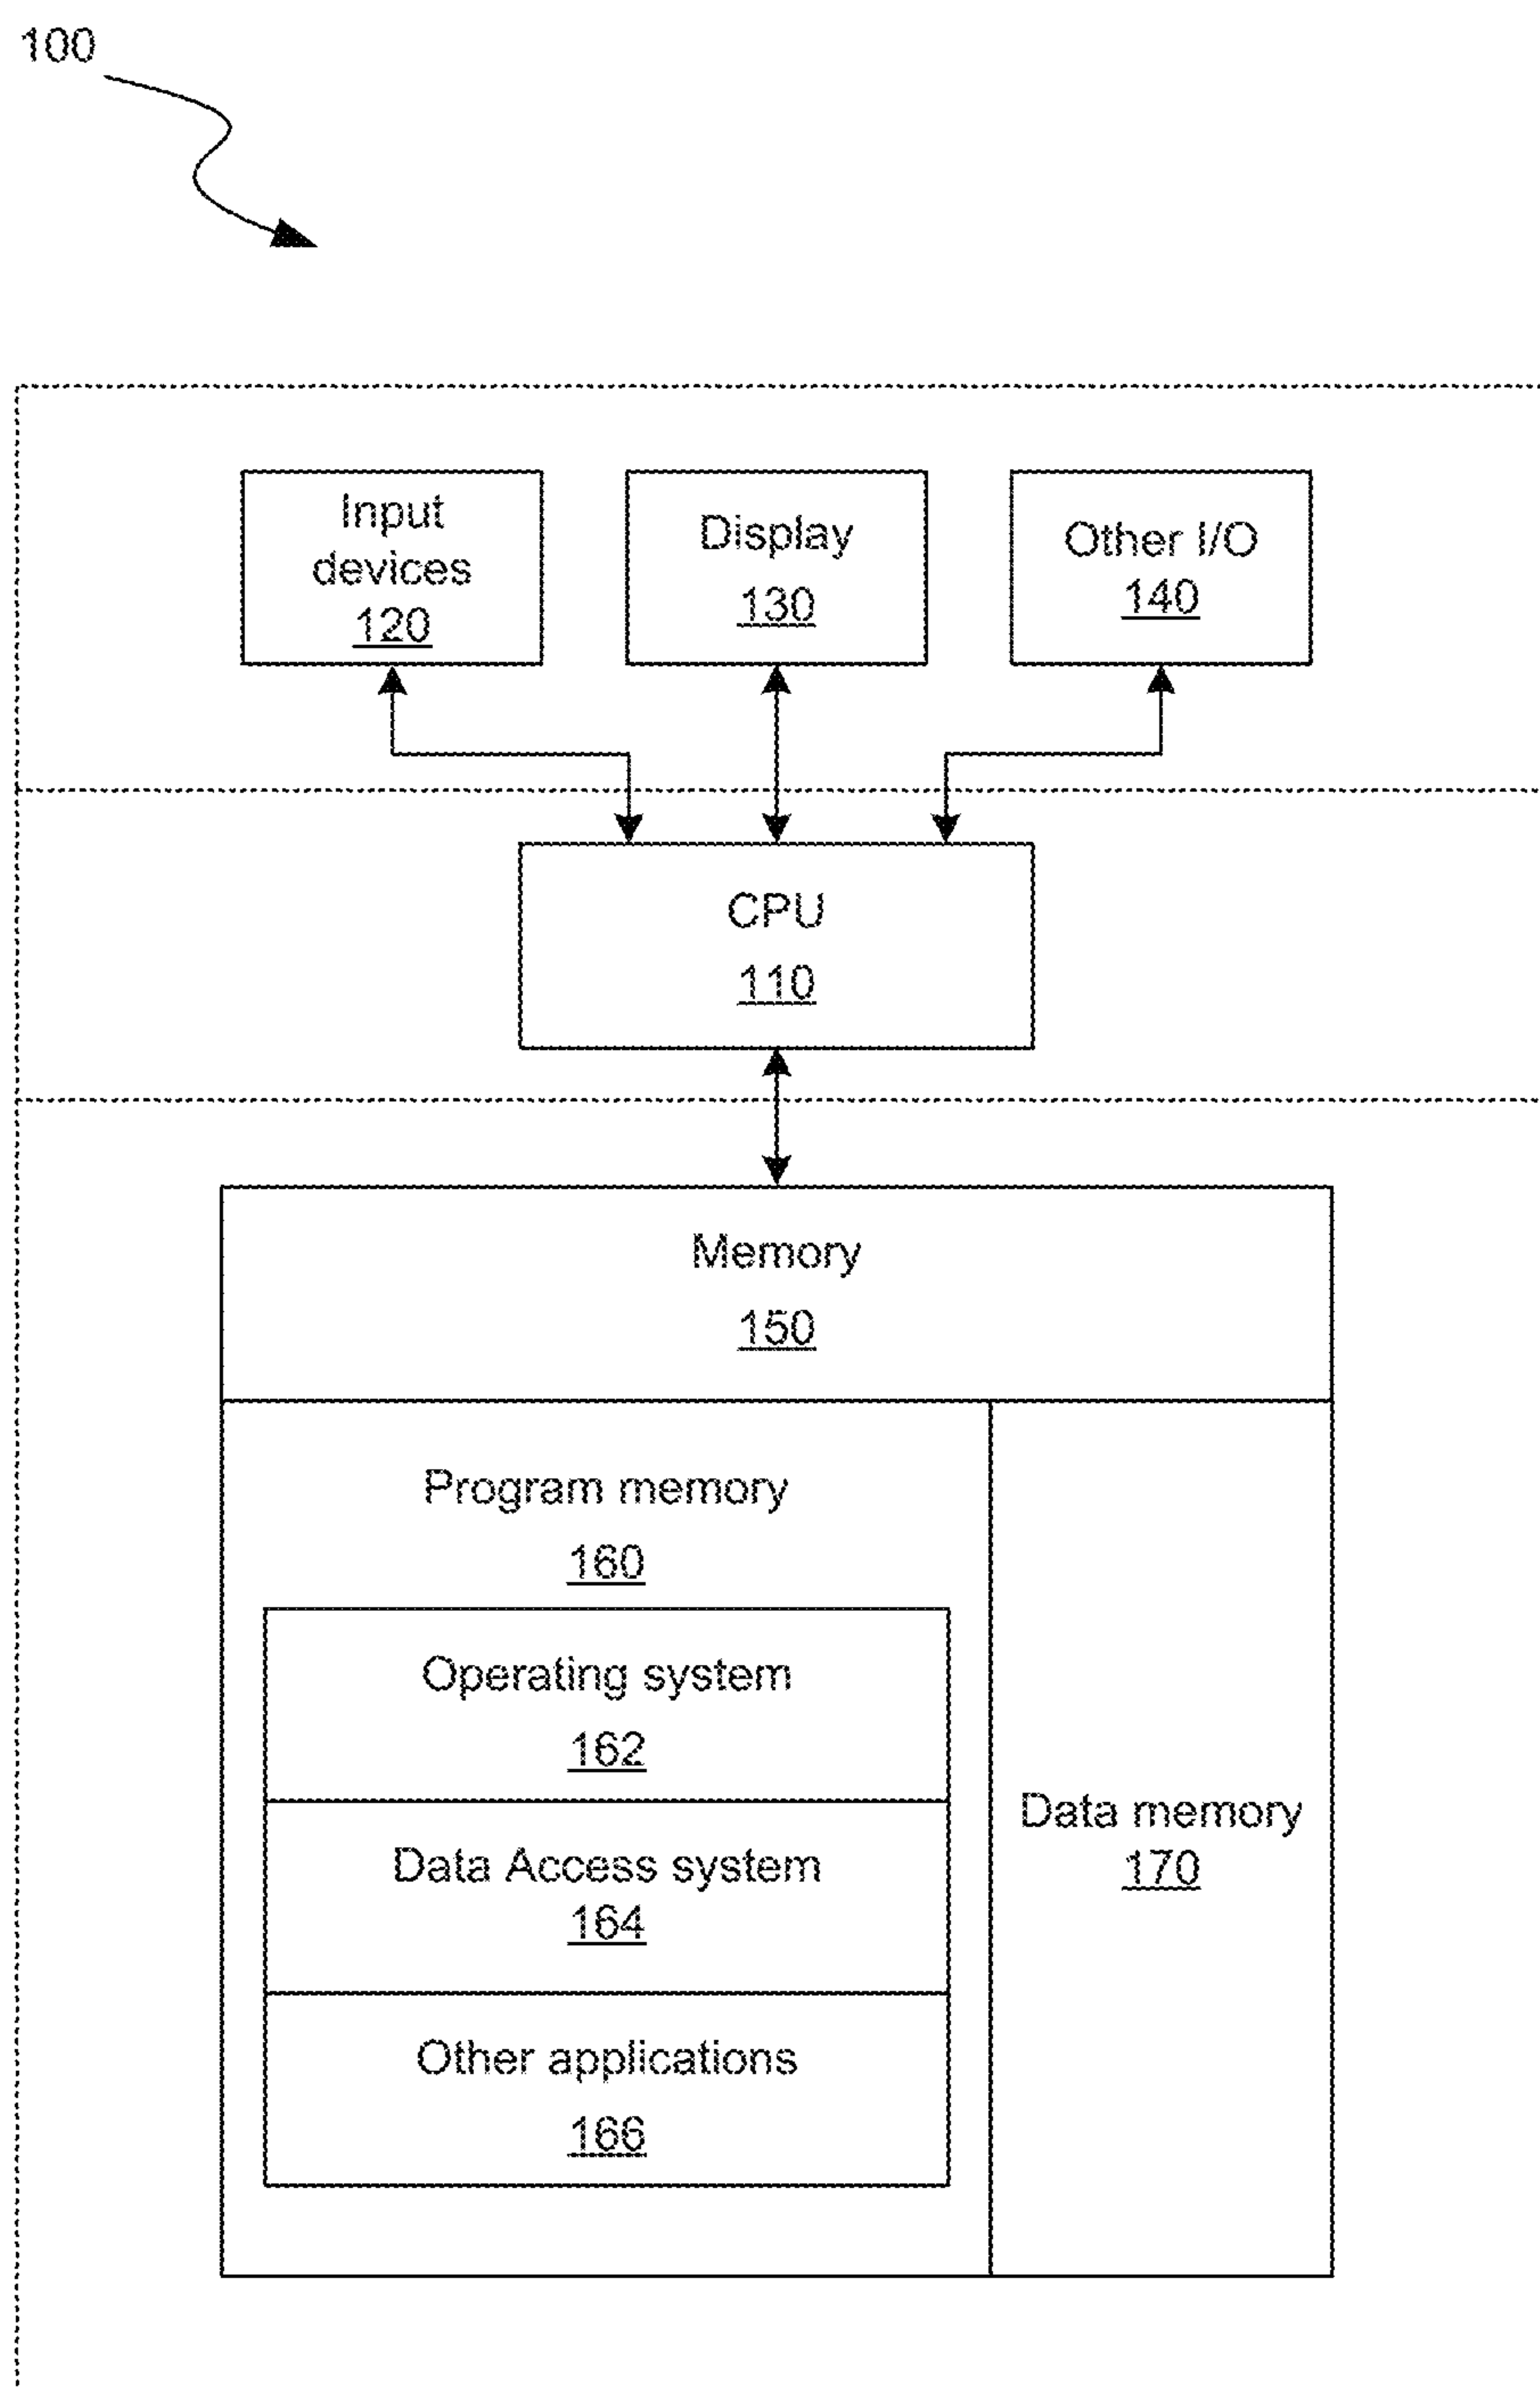 100
Input
devices
120
Display
130
Other I/O
140
CPU
110
Memory
150
Program memory
160
Operating system
162
Data Access system
164
Other applications
166
Data memory
170